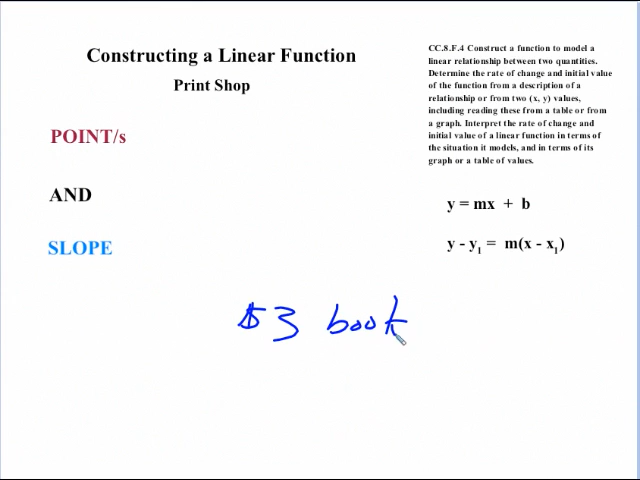 Constructing a Linear Function
Print Shop
POINT/s
AND
SLOPE
CC.8.F.4 Construct a function to model a
linear relationship between two quantities.
Determine the rate of change and initial value
of the function from a description of a
relationship or from two (x, y) values,
including reading these from a table or from
a graph. Interpret the rate of change and
initial value of a linear function in terms of
the situation it models, and in terms of its
graph or a table of values.
y = mx + b
y - y₁ = m(x - x₁)
$3 book